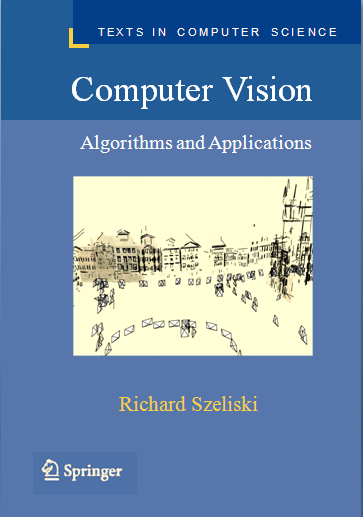 TEXTS IN COMPUTER SCIENCE
Computer Vision
Algorithms and Applications
Richard Szeliski
Springer